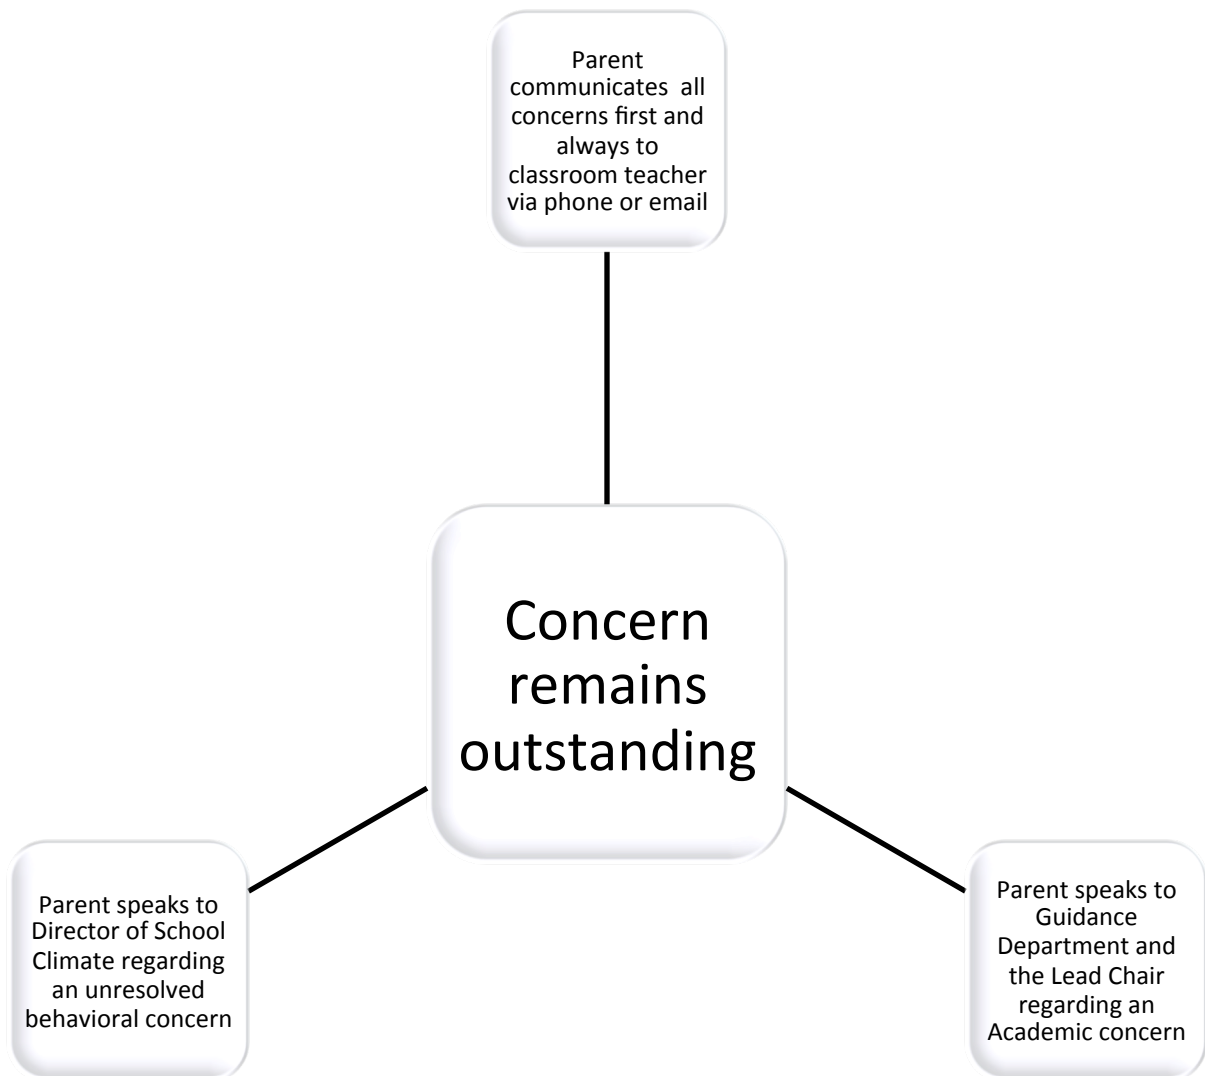 Parent
communicates  all
concerns first and
always to
classroom teacher
via phone or email
Concern
remains
outstanding
Parent speaks to
Director of School
Climate regarding
an unresolved
behavioral concern
Parent speaks to
Guidance
Department and
the Lead Chair
regarding an
Academic concern